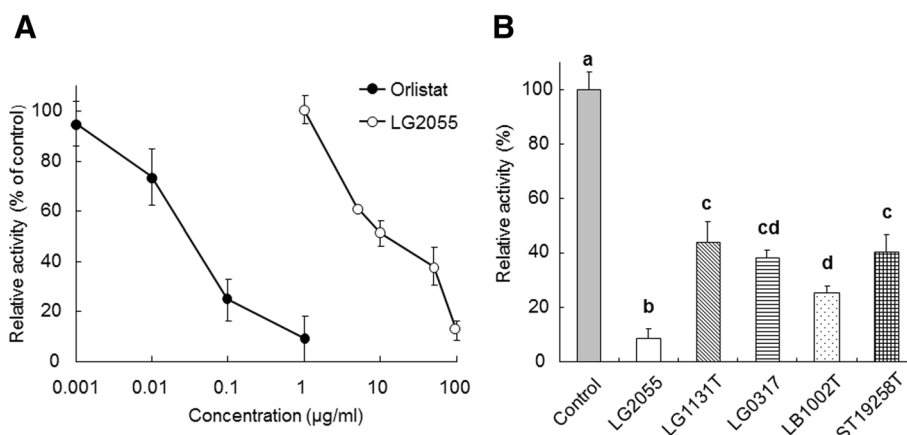 A
Relative activity (% of control)
100
80
60
40
20
0
Orlistat
LG2055
0.001 0.01 0.1 1 10 100
Concentration (µg/ml)
B
Relative activity (%)
100
80
60
40
20
0
a
b
c
cd
d
c
Control
LG2055
LG1131T
LG0317
LB1002T
ST19258T